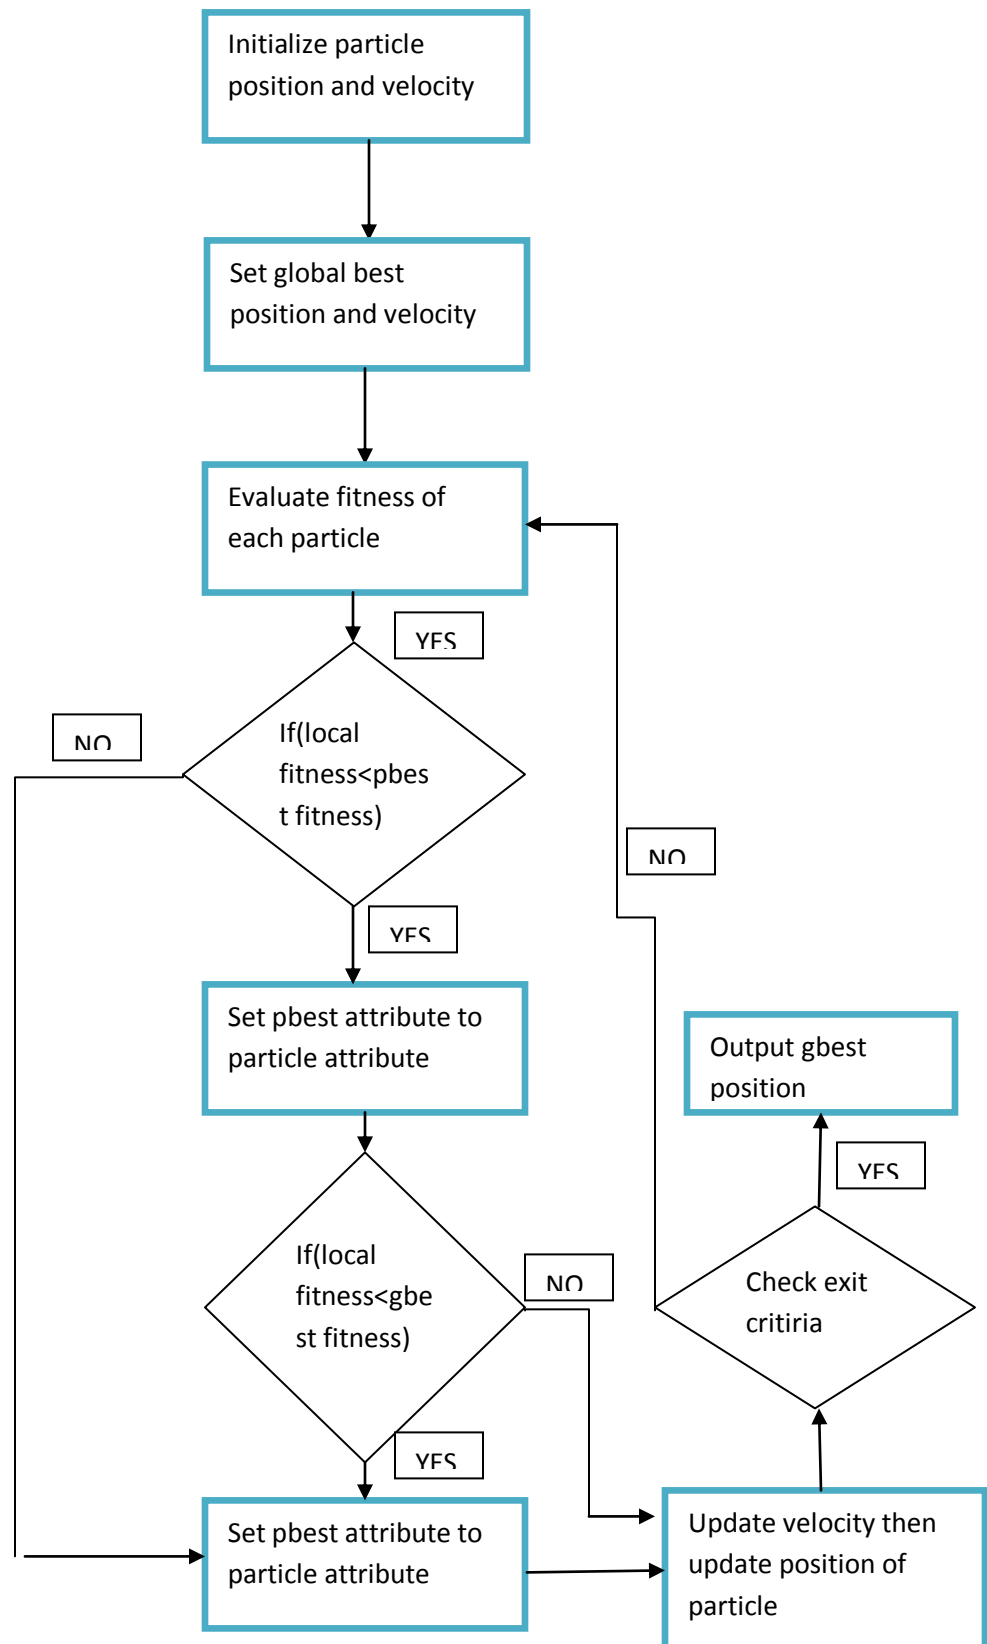 Initialize particle
position and velocity
Set global best
position and velocity
Evaluate fitness of
each particle
YES
If(local
fitness<pbes
t fitness)
NO
NO
YES
Set pbest attribute to
particle attribute
Output gbest
position
YES
If(local
fitness<gbe
st fitness)
NO
Check exit
critiria
YES
Set pbest attribute to
particle attribute
Update velocity then
update position of
particle